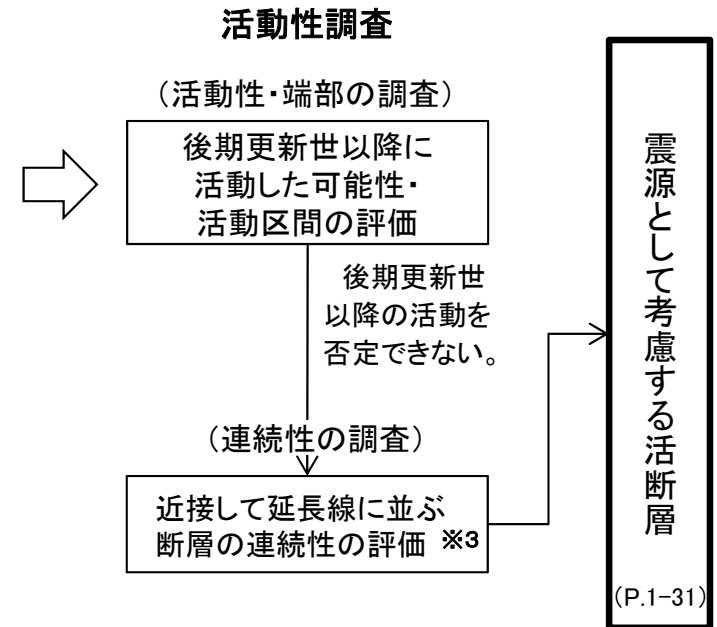 活動性調査
（活動性・端部の調査）
後期更新世以降に
活動した可能性・
活動区間の評価
後期更新世
以降の活動を
否定できない。
（連続性の調査）
近接して延長線に並ぶ
断層の連続性の評価 ※3
震源として考慮する活断層
（P.1-31）